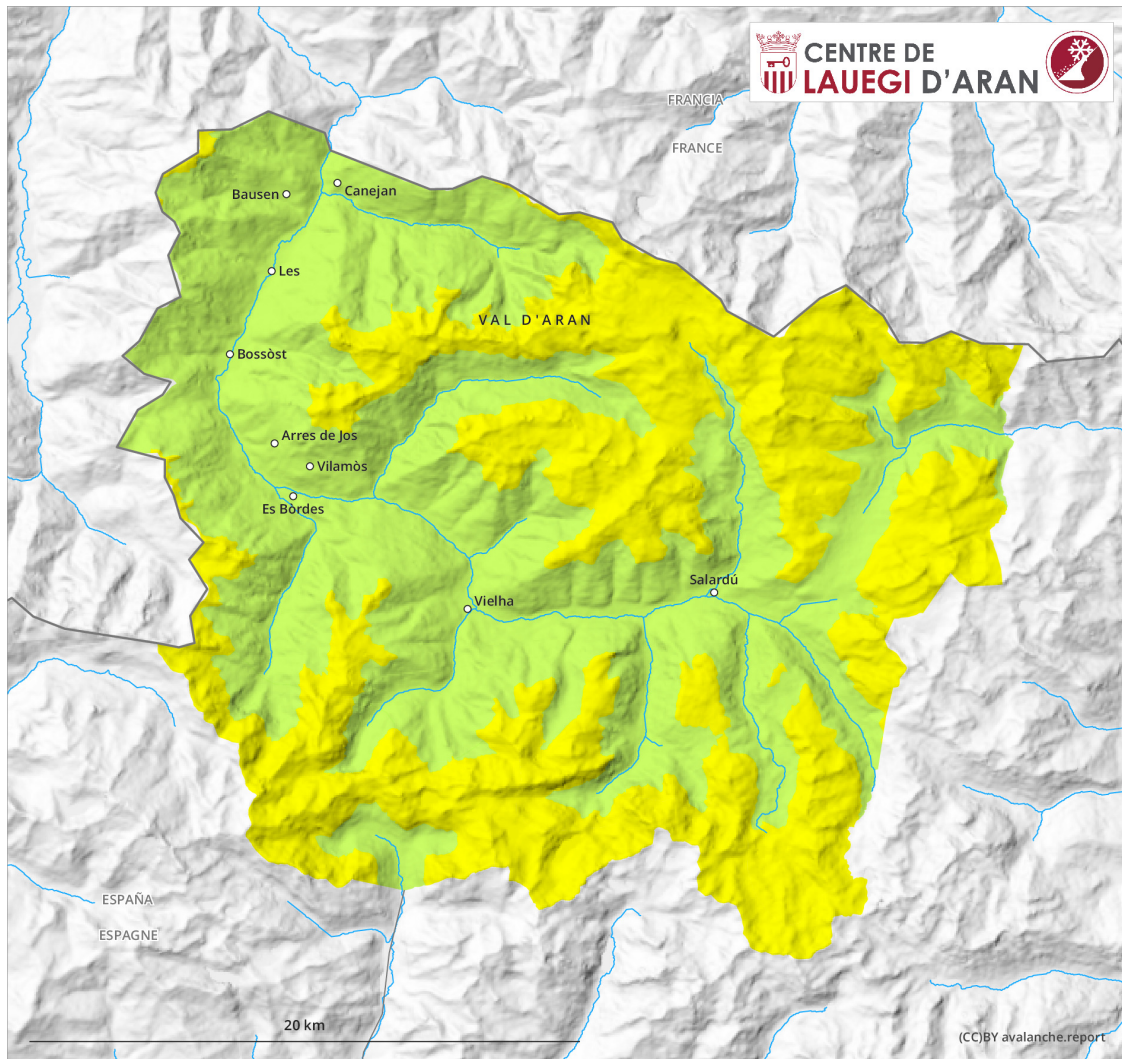 CENTRE DE
LAUEGI D'ARAN
FRANCIA
FRANCE
Bausen
Canejan
Les
VAL D'ARAN
Bossòst
Arres de Jos
Vilamòs
Es Bòrdes
Salardú
Vielha
ESPAÑA
ESPAGNE
20 km
(CC)BY avalanche.report